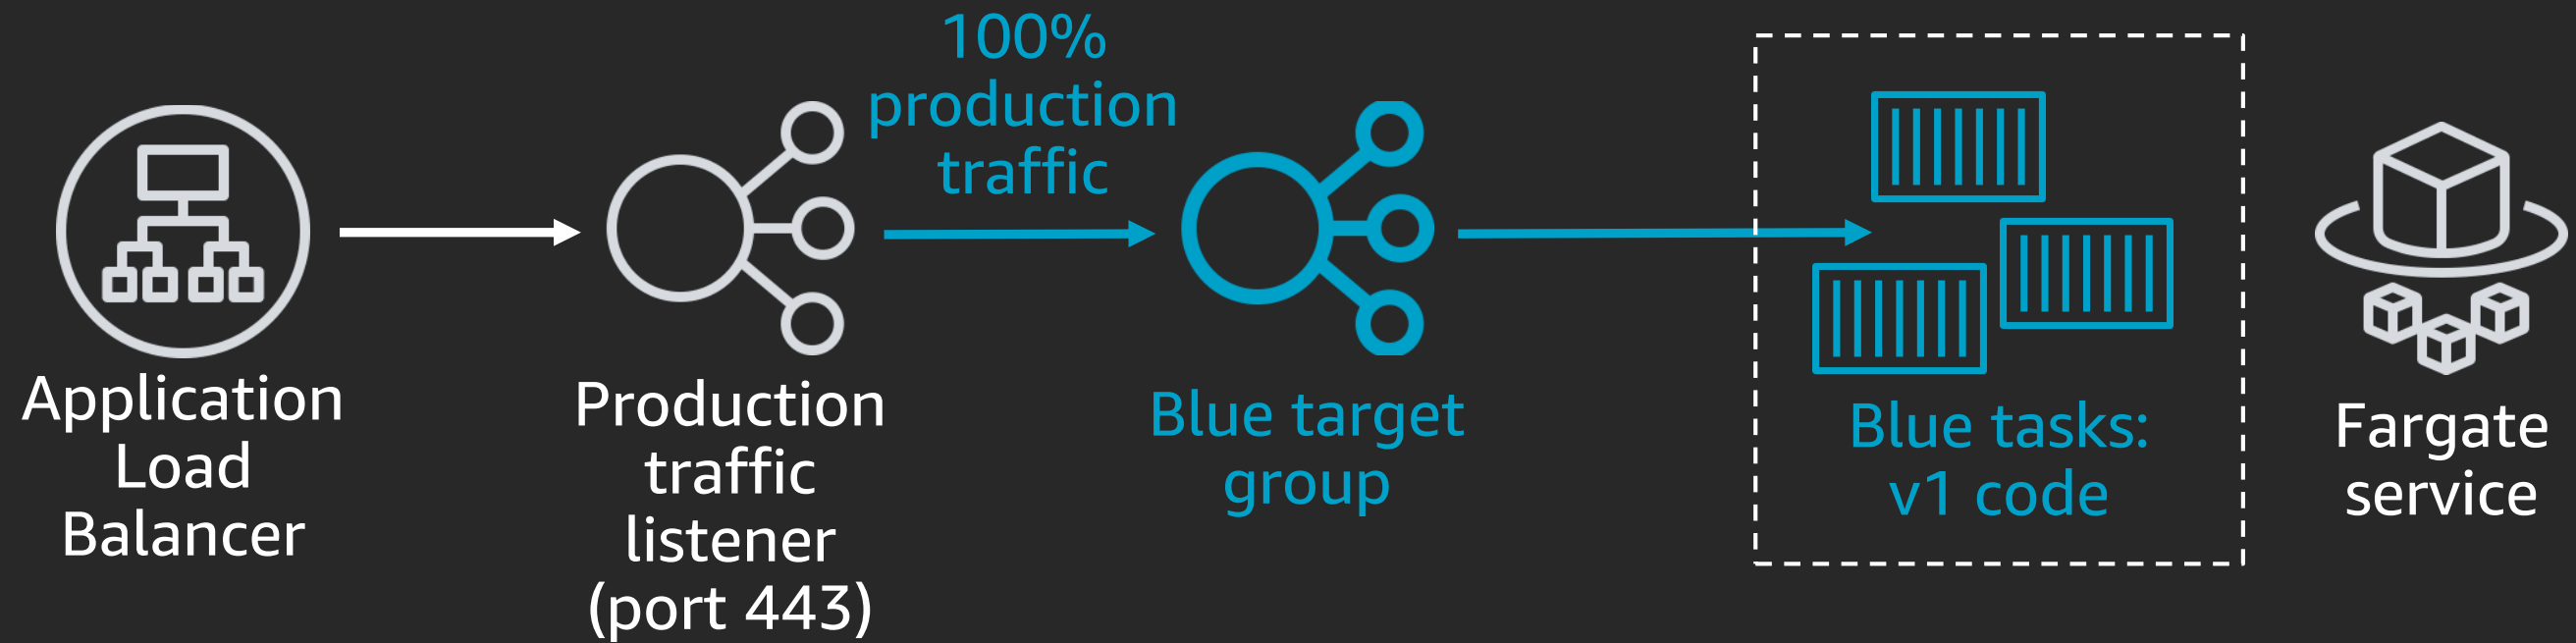 100%
production
traffic
Application
Load
Balancer
Production
traffic
listener
(port 443)
Blue target
group
Blue tasks:
v1 code
Fargate
service